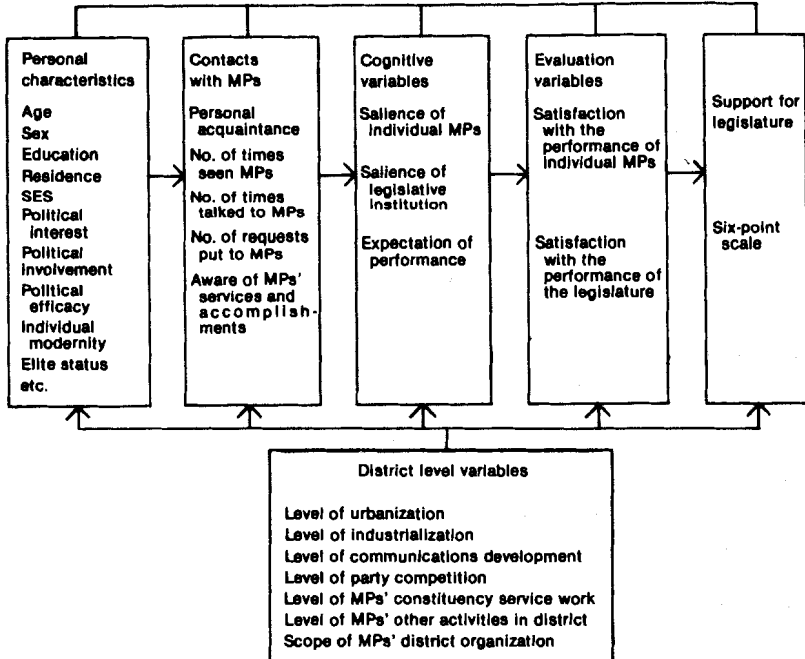 Personal
characteristics
Age
Sex
Education
Residence
SES
Political
interest
Political
involvement
Political
efficacy
Individual
modernity
Elite status
etc.
Contacts
with MPs
Personal
acquaintance
No. of times
seen MPs
No. of times
talked to MPs
No. of requests
put to MPs
Aware of MPs'
services and
accomplish-
ments
Cognitive
variables
Salience of
individual MPs
Salience of
legislative
institution
Expectation of
performance
Evaluation
variables
Satisfaction
with the
performance of
individual MPs
Satisfaction
with the
performance of
the legislature
Support for
legislature
Six-point
scale
District level variables
Level of urbanization
Level of industrialization
Level of communications development
Level of party competition
Level of MPs' constituency service work
Level of MPs' other activities in district
Scope of MPs' district organization